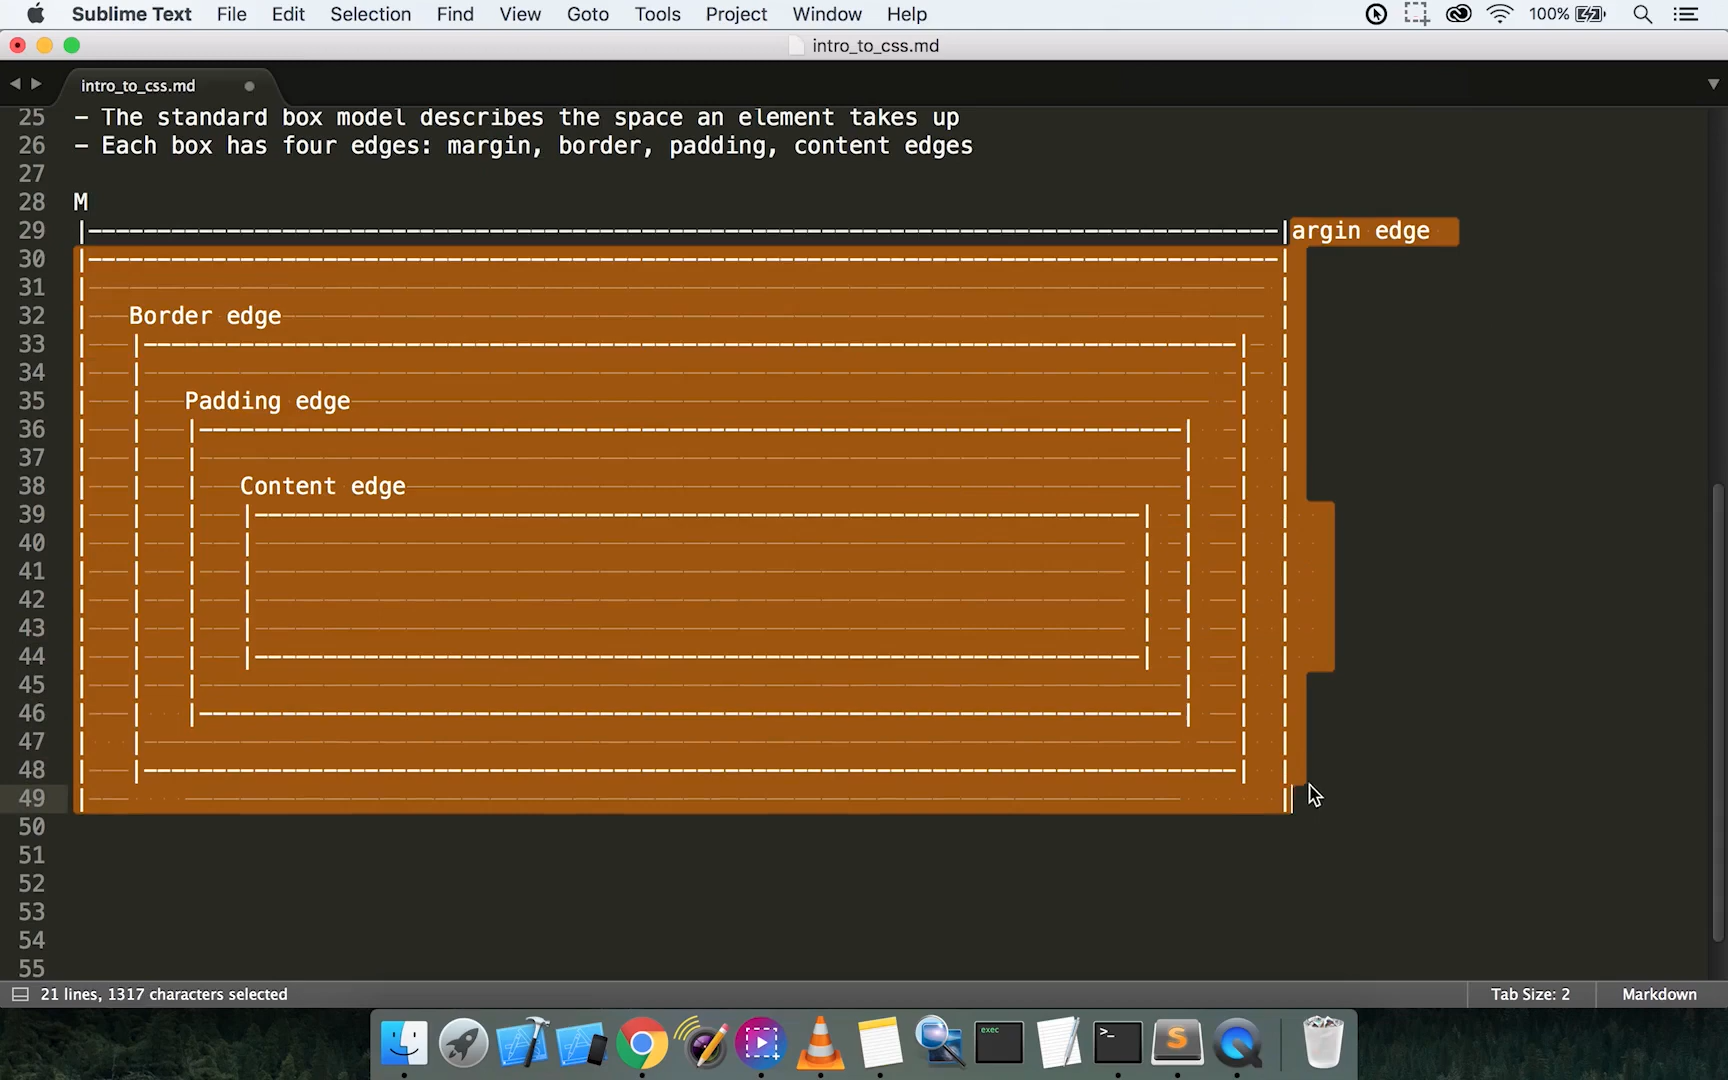 Sublime Text File Edit Selection Find View Goto Tools Project Window Help 100%
intro_to_css.md
intro_to_css.md
25 - The standard box model describes the space an element takes up
26 - Each box has four edges: margin, border, padding, content edges
27
28 M
29 |--------------------------------------------------------------------------------------|argin edge
30 |--------------------------------------------------------------------------------------|
31 | |
32 | Border edge |
33 | |-------------------------------------------------------------------------------| |
34 | | | |
35 | | Padding edge | |
36 | | |-----------------------------------------------------------------------| | |
37 | | | | | |
38 | | | Content edge | | |
39 | | | |----------------------------------------------------------------| | | |
40 | | | | | | | |
41 | | | | | | | |
42 | | | | | | | |
43 | | | | | | | |
44 | | | |----------------------------------------------------------------| | | |
45 | | | | | |
46 | | |-----------------------------------------------------------------------| | |
47 | | | |
48 | |-------------------------------------------------------------------------------| |
49 | |
50
51
52
53
54
55
21 lines, 1317 characters selected Tab Size: 2 Markdown
exec